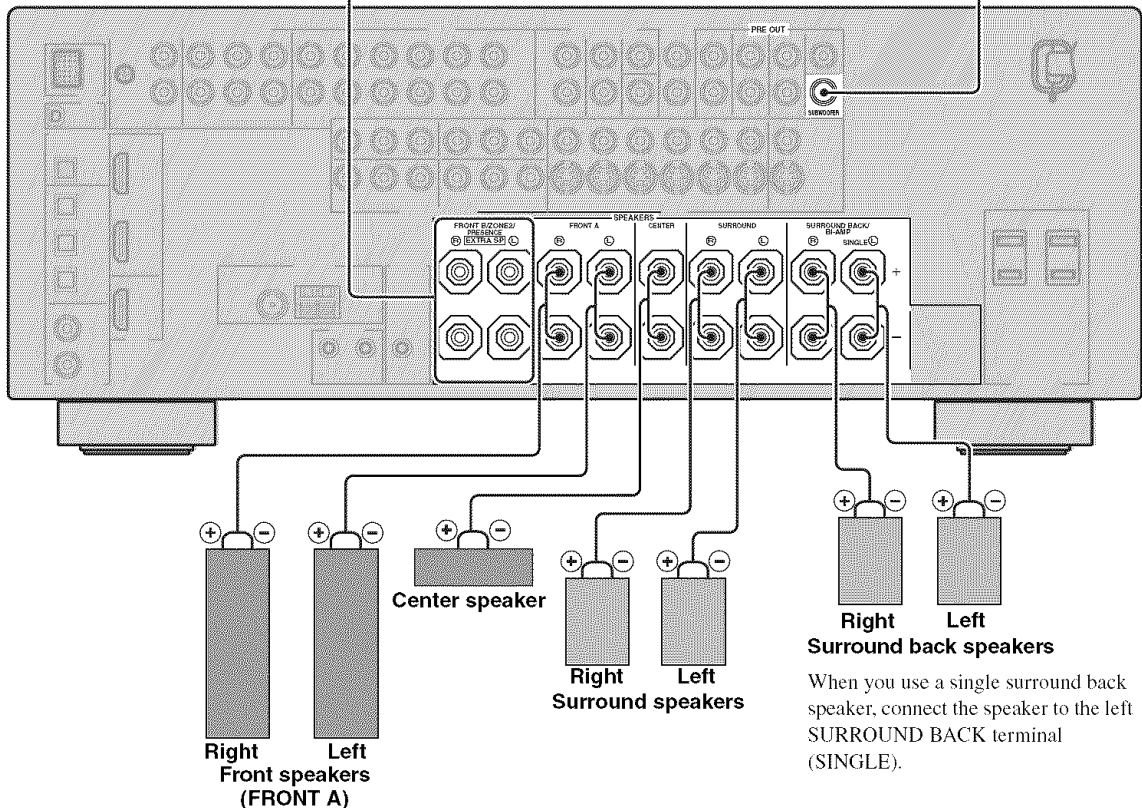 PRE OUT
SUBWOOFER
SPEAKERS
FRONT B/ZONE2/
PRESENCE
R EXTRA SP L
FRONT A
R L
CENTER
SURROUND
R L
SURROUND BACK/
BI-AMP
R SINGLE L
+
−
+ −
+ −
+ −
+ −
+ −
+ −
+ −
Center speaker
Right Left
Surround back speakers
Right Left
Surround speakers
When you use a single surround back
speaker, connect the speaker to the left
SURROUND BACK terminal
(SINGLE).
Right Left
Front speakers
(FRONT A)